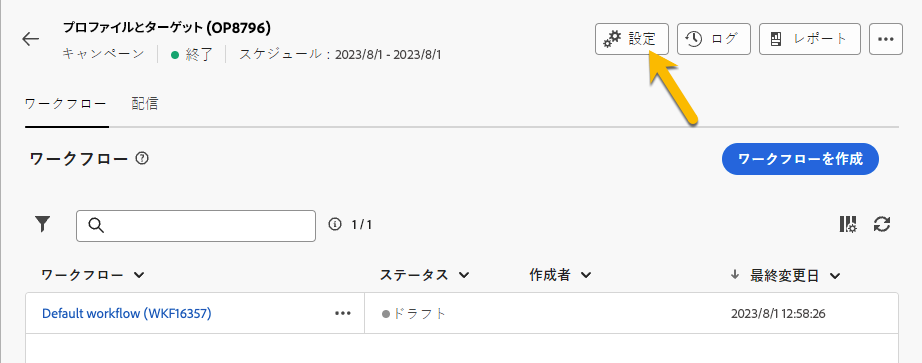 プロファイルとターゲット (OP8796)
キャンペーン 終了 スケジュール : 2023/8/1 - 2023/8/1
設定 ログ レポート
ワークフロー 配信
ワークフロー
ワークフローを作成
1 / 1
ワークフロー ステータス 作成者 最終変更日
Default workflow (WKF16357) ドラフト 2023/8/1 12:58:26